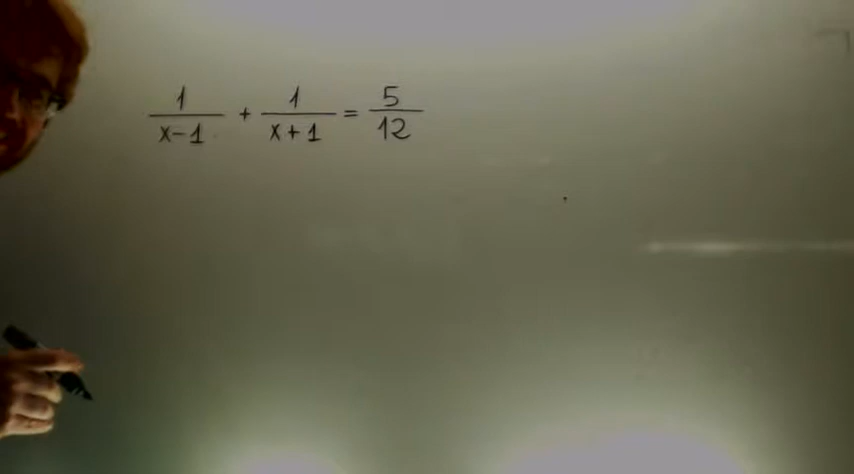 1/(x-1) + 1/(x+1) = 5/12